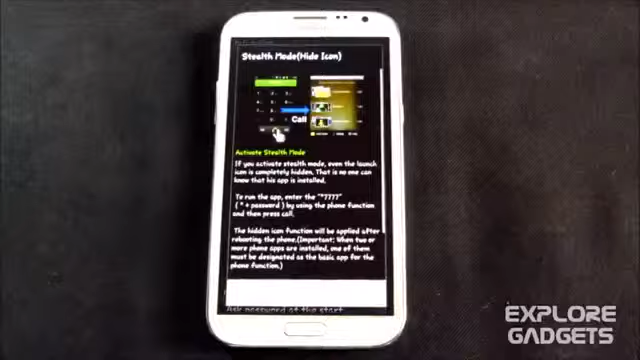 Stealth Mode(Hide Icon)
Call
Activate Stealth Mode
If you activate stealth mode, even the launch
icon is completely hidden. That is no one can
know that his app is installed.
To run the app, enter the "*7777"
( * + password ) by using the phone function
and then press call.
The hidden icon function will be applied after
rebooting the phone.(Important: When two or
more phone apps are installed, one of them
must be designated as the basic app for the
phone function.)
Ask password at the start
EXPLORE
GADGETS